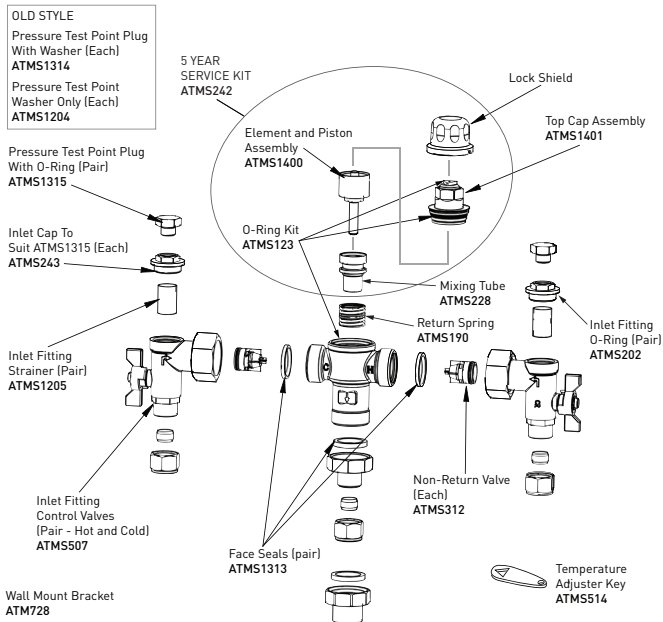 OLD STYLE
Pressure Test Point Plug
With Washer (Each)
ATMS1314
Pressure Test Point
Washer Only (Each)
ATMS1204
5 YEAR
SERVICE KIT
ATMS242
Lock Shield
Top Cap Assembly
ATMS1401
Element and Piston
Assembly
ATMS1400
Pressure Test Point Plug
With O-Ring (Pair)
ATMS1315
Inlet Cap To
Suit ATMS1315 (Each)
ATMS243
O-Ring Kit
ATMS123
Mixing Tube
ATMS228
Return Spring
ATMS190
Inlet Fitting
O-Ring (Pair)
ATMS202
Inlet Fitting
Strainer (Pair)
ATMS1205
C
H
Non-Return Valve
(Each)
ATMS312
Inlet Fitting
Control Valves
(Pair - Hot and Cold)
ATMS507
Face Seals (pair)
ATMS1313
Temperature
Adjuster Key
ATMS514
Wall Mount Bracket
ATM728